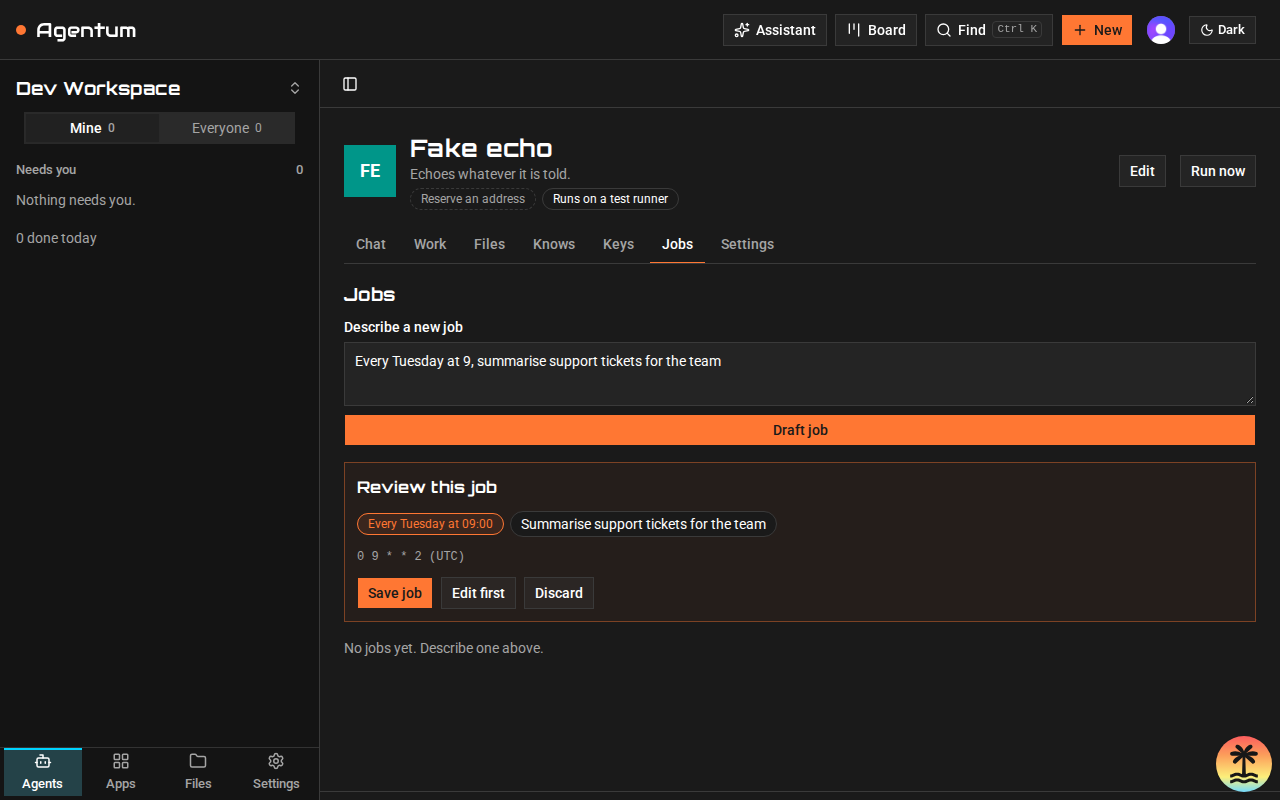 Agentum
Assistant
Board
Find Ctrl K
New
Dark
Dev Workspace
Mine 0
Everyone 0
Needs you 0
Nothing needs you.
0 done today
FE
Fake echo
Echoes whatever it is told.
Reserve an address
Runs on a test runner
Edit
Run now
Chat
Work
Files
Knows
Keys
Jobs
Settings
Jobs
Describe a new job
Every Tuesday at 9, summarise support tickets for the team
Draft job
Review this job
Every Tuesday at 09:00
Summarise support tickets for the team
0 9 * * 2 (UTC)
Save job
Edit first
Discard
No jobs yet. Describe one above.
Agents
Apps
Files
Settings